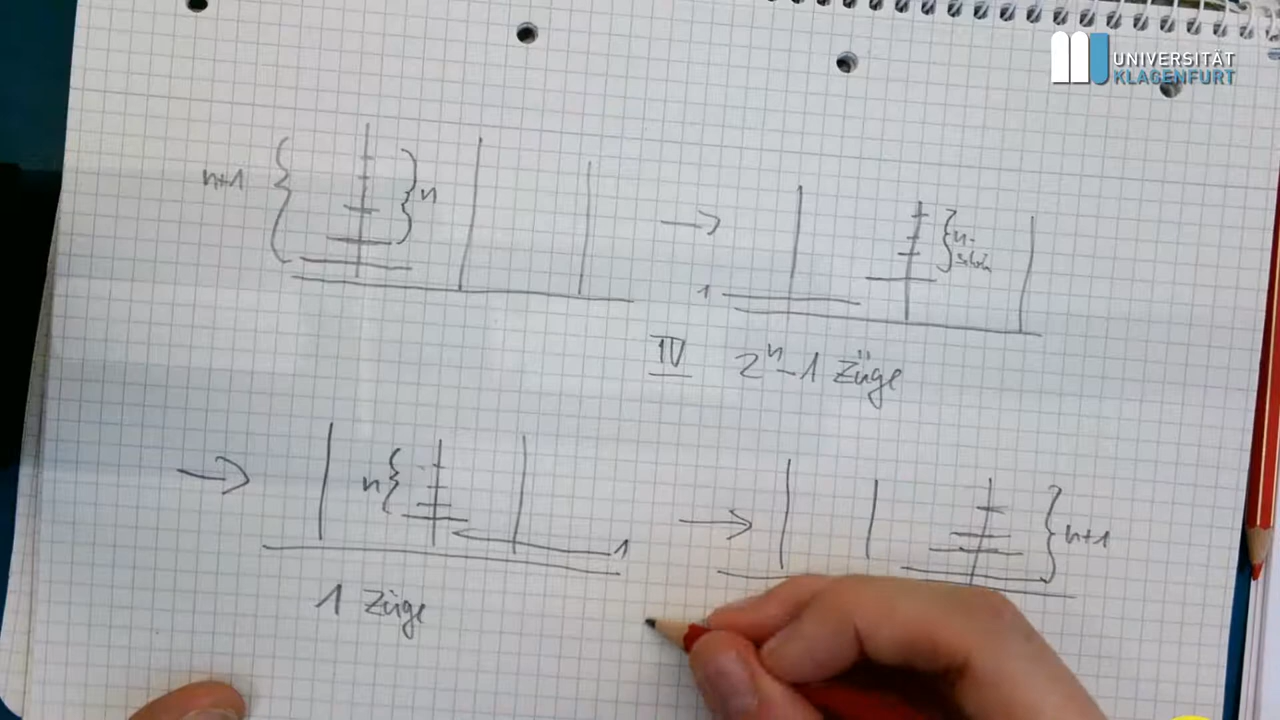 UNIVERSITÄT
KLAGENFURT
n+1
n
n-
1
IV 2ⁿ-1 Züge
n
1
n+1
1 Züge